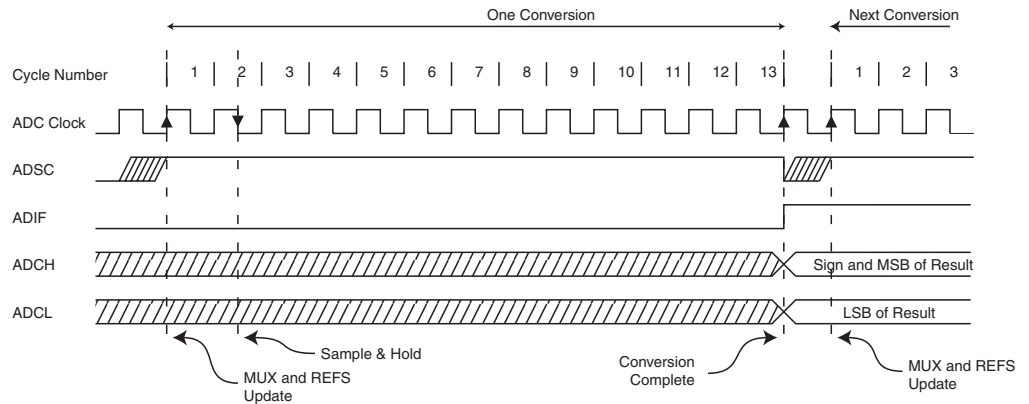 One Conversion
Next Conversion
Cycle Number
1 2 3 4 5 6 7 8 9 10 11 12 13 1 2 3
ADC Clock
ADSC
ADIF
ADCH
Sign and MSB of Result
ADCL
LSB of Result
MUX and REFS
Update
Sample & Hold
Conversion
Complete
MUX and REFS
Update